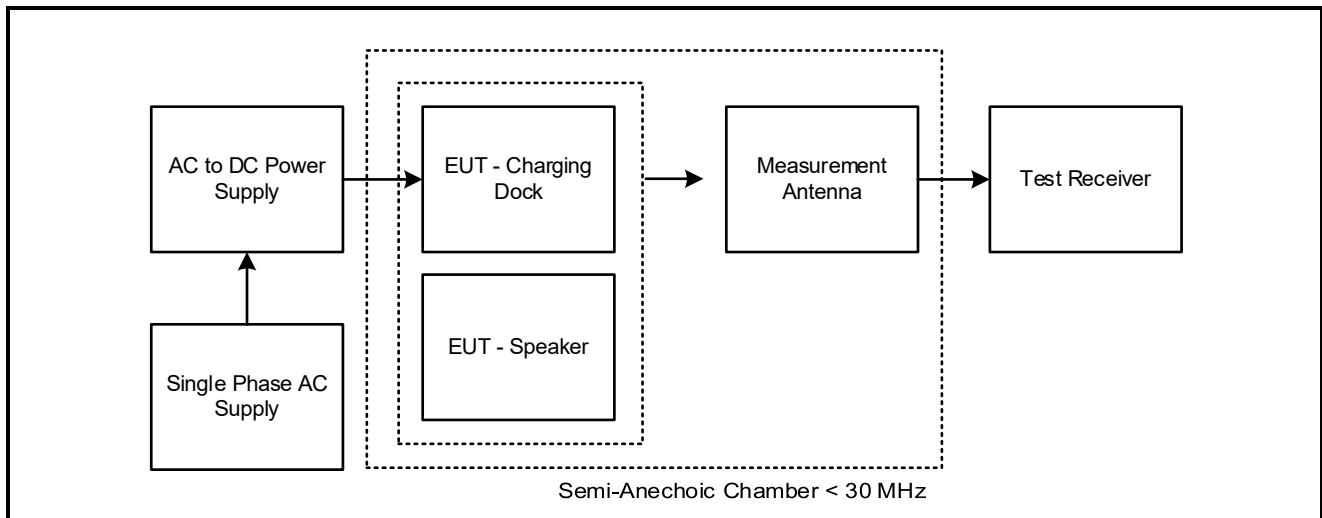 AC to DC Power
Supply
EUT - Charging
Dock
Measurement
Antenna
Test Receiver
EUT - Speaker
Single Phase AC
Supply
Semi-Anechoic Chamber < 30 MHz